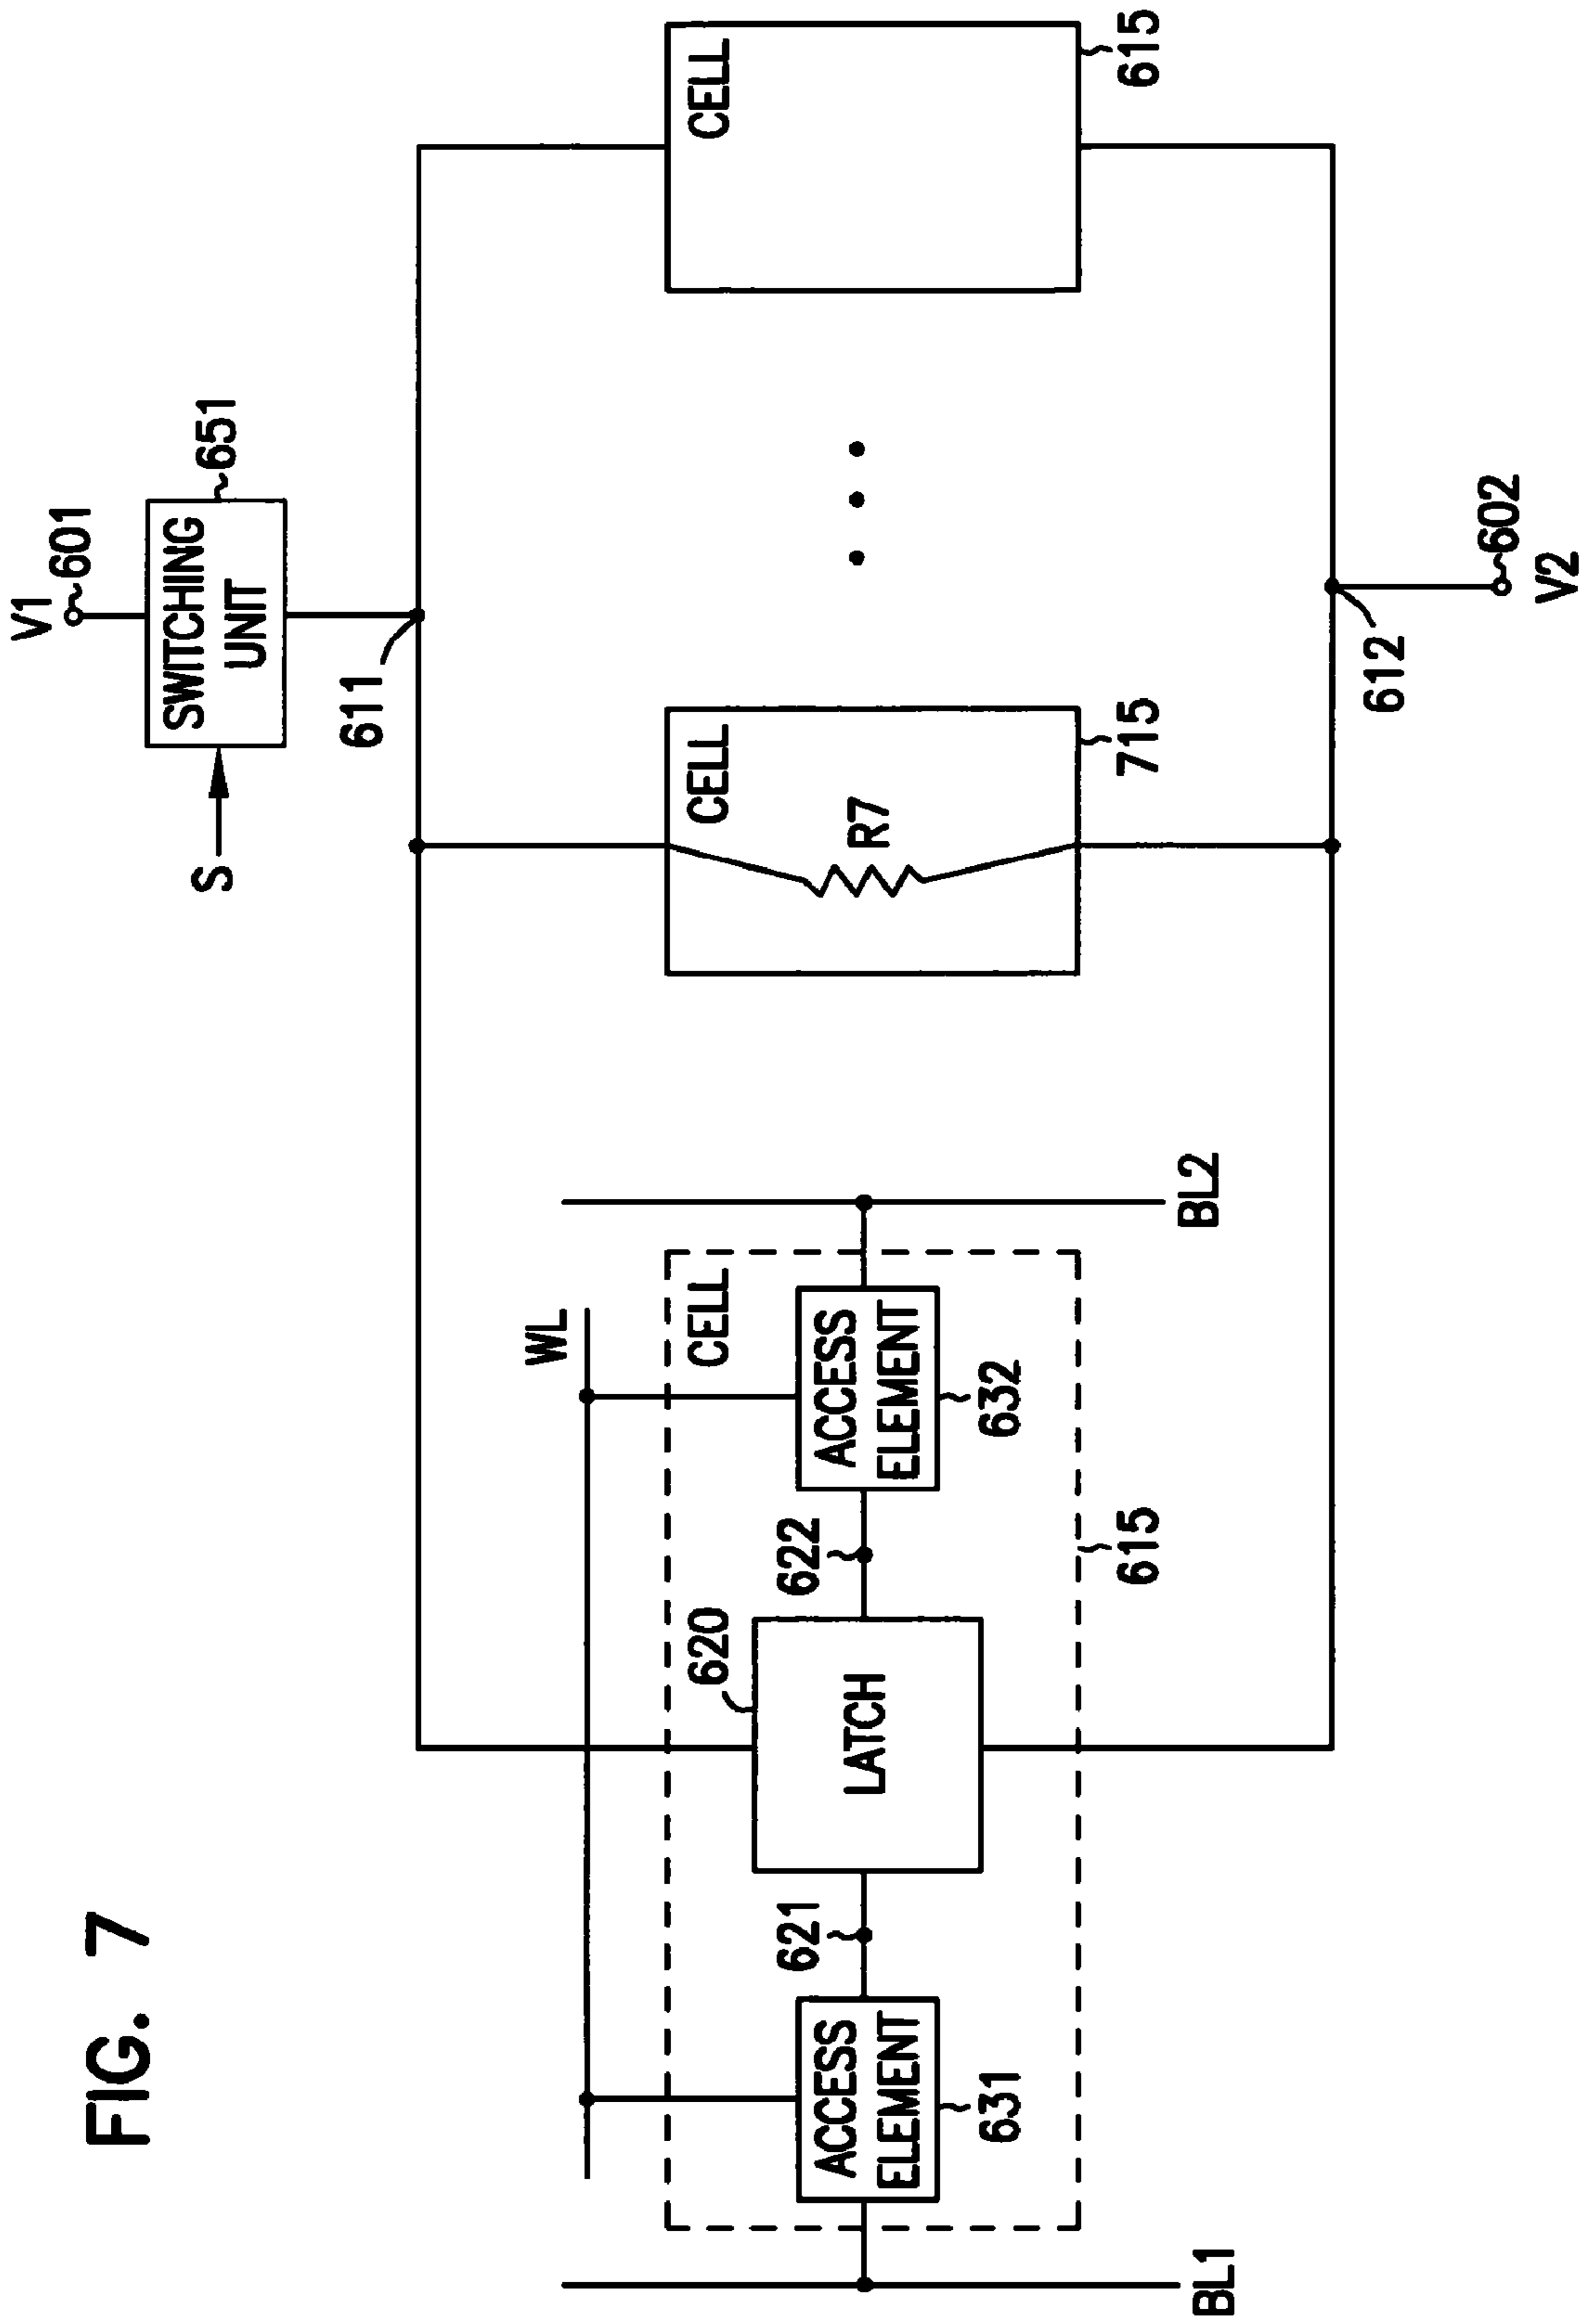 FIG. 7
V1
601
SWITCHING
UNIT
651
S
611
WL
CELL
620
LATCH
621
622
ACCESS
ELEMENT
631
ACCESS
ELEMENT
632
615
BL1
BL2
CELL
R7
715
CELL
615
612
602
V2